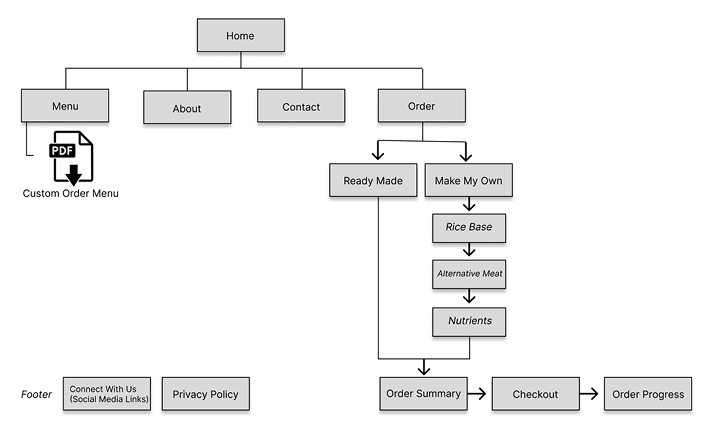 Home
Menu
About
Contact
Order
PDF
Custom Order Menu
Ready Made
Make My Own
Rice Base
Alternative Meat
Nutrients
Footer
Connect With Us
(Social Media Links)
Privacy Policy
Order Summary
Checkout
Order Progress